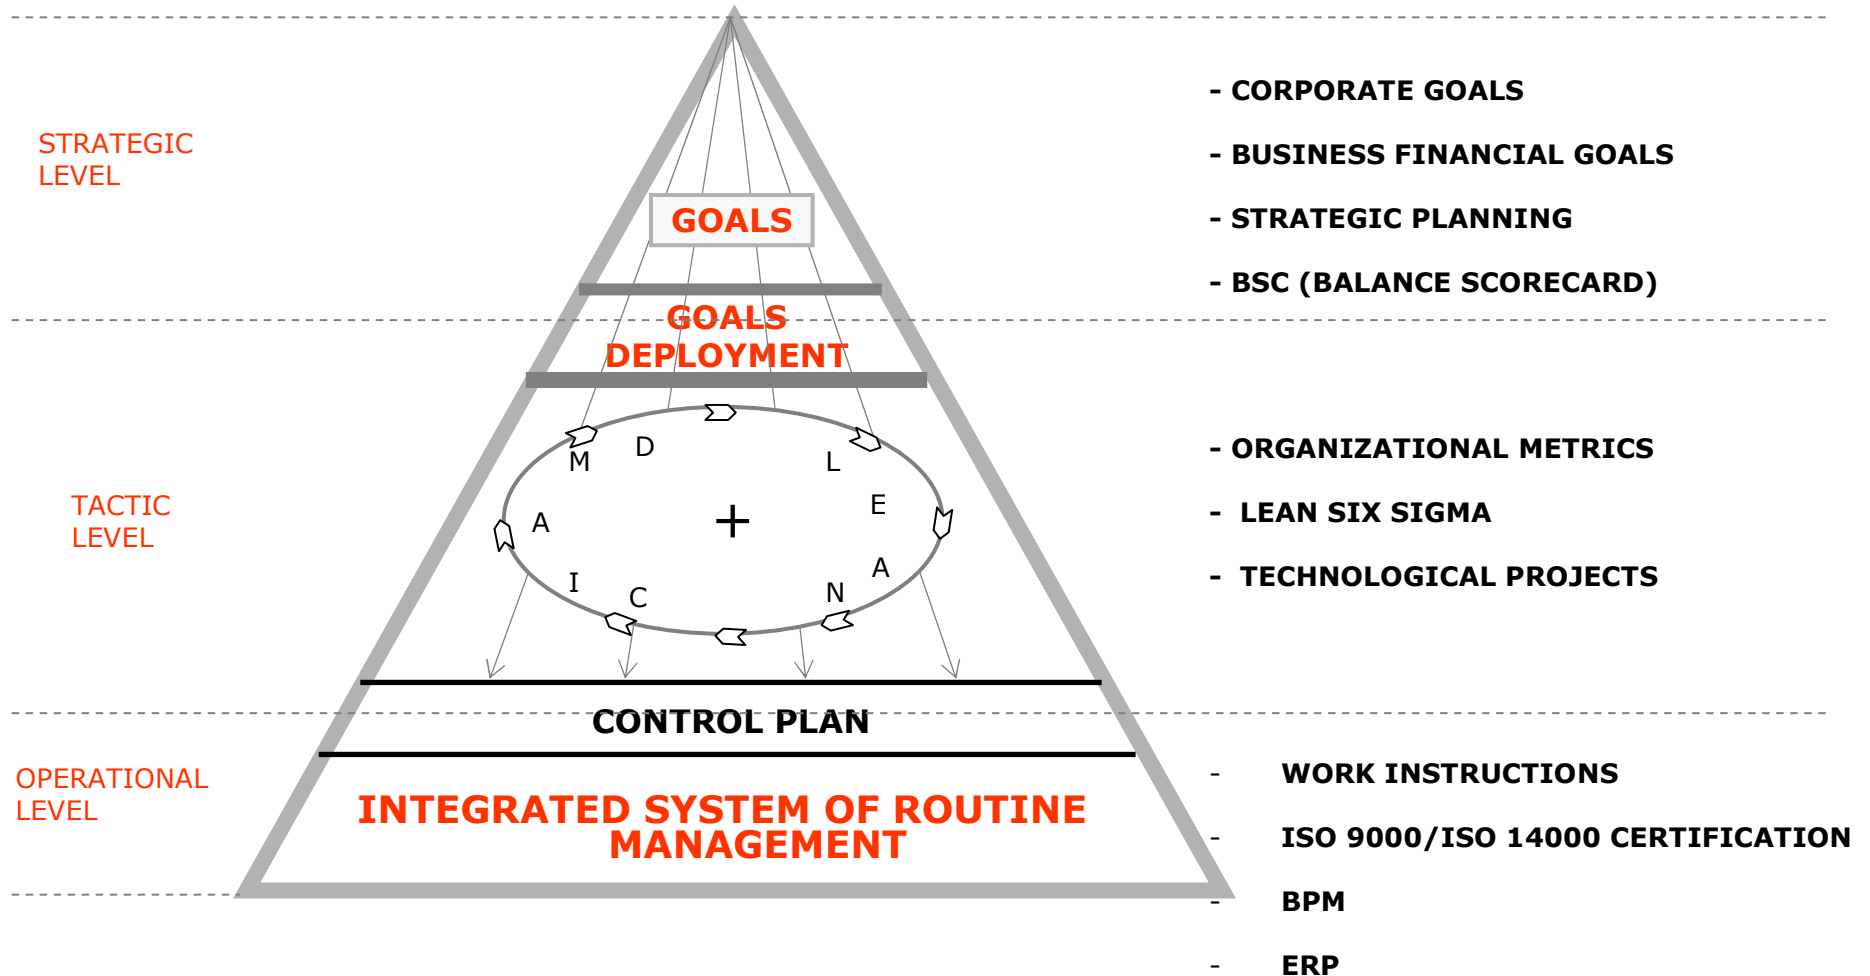 - CORPORATE GOALS
STRATEGIC
LEVEL
- BUSINESS FINANCIAL GOALS
GOALS
- STRATEGIC PLANNING
- BSC (BALANCE SCORECARD)
GOALS
DEPLOYMENT
D
M
L
A
E
I
C
N
A
+
TACTIC
LEVEL
- ORGANIZATIONAL METRICS
- LEAN SIX SIGMA
- TECHNOLOGICAL PROJECTS
CONTROL PLAN
OPERATIONAL
LEVEL
INTEGRATED SYSTEM OF ROUTINE
MANAGEMENT
- WORK INSTRUCTIONS
- ISO 9000/ISO 14000 CERTIFICATION
- BPM
- ERP